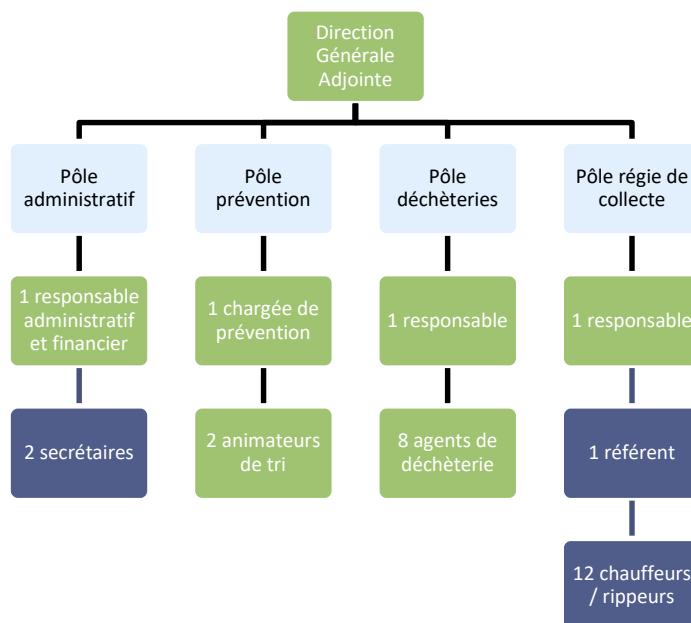 Direction
Générale
Adjointe
Pôle
administratif
Pôle
prévention
Pôle
déchèteries
Pôle régie de
collecte
1 responsable
administratif
et financier
1 chargée de
prévention
1 responsable
1 responsable
2 secrétaires
2 animateurs
de tri
8 agents de
déchèterie
1 référent
12 chauffeurs
/ rippeurs